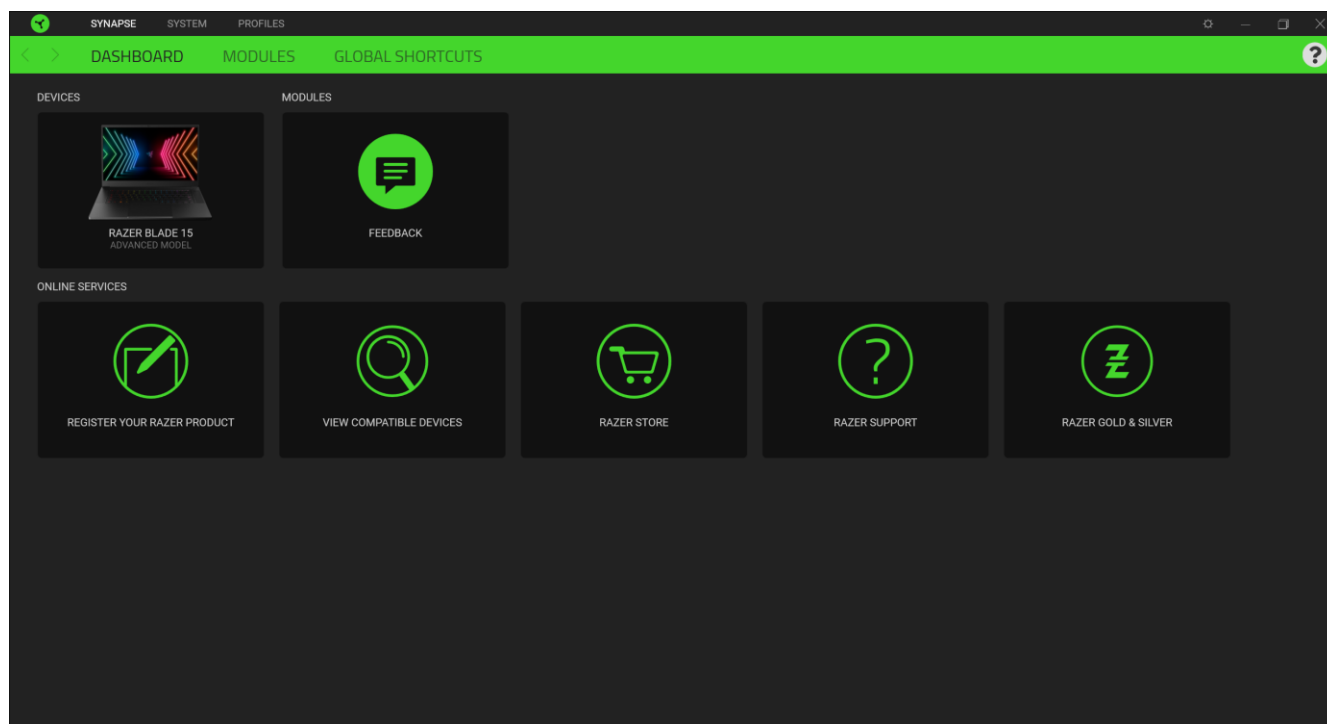 SYNAPSE SYSTEM PROFILES
DASHBOARD MODULES GLOBAL SHORTCUTS
?
DEVICES MODULES
RAZER BLADE 15
ADVANCED MODEL
FEEDBACK
ONLINE SERVICES
REGISTER YOUR RAZER PRODUCT
VIEW COMPATIBLE DEVICES
RAZER STORE
?
RAZER SUPPORT
RAZER GOLD & SILVER